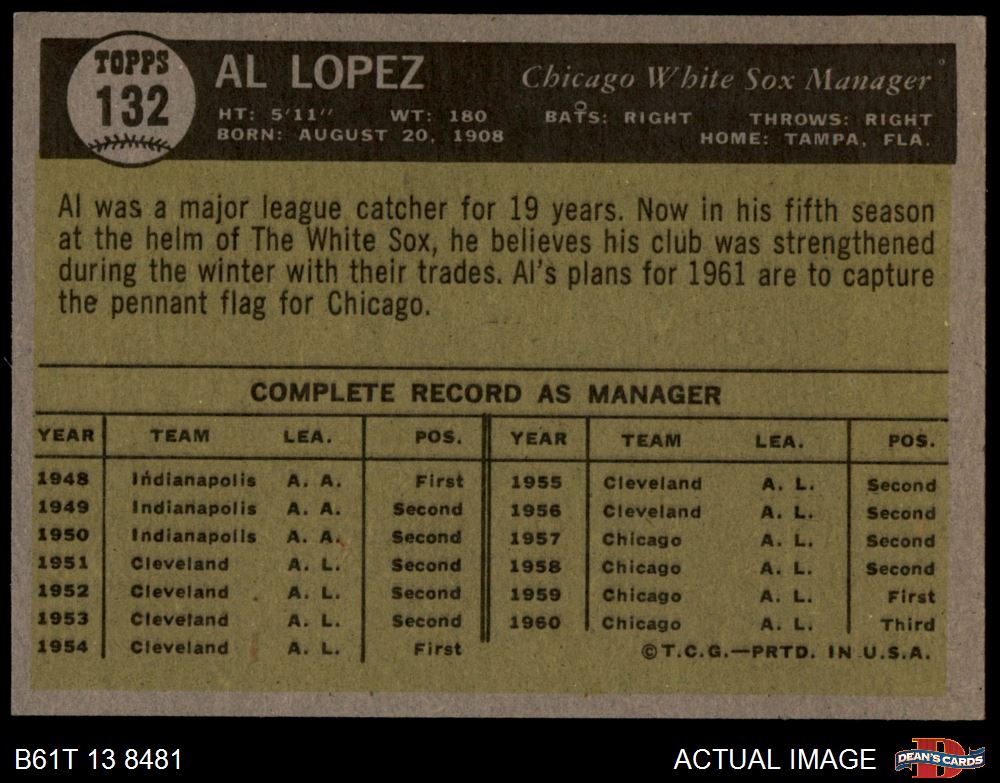 TOPPS
132
AL LOPEZ
Chicago White Sox Manager
HT: 5'11" WT: 180 BATS: RIGHT THROWS: RIGHT
BORN: AUGUST 20, 1908 HOME: TAMPA, FLA.
Al was a major league catcher for 19 years. Now in his fifth season
at the helm of The White Sox, he believes his club was strengthened
during the winter with their trades. Al's plans for 1961 are to capture
the pennant flag for Chicago.
COMPLETE RECORD AS MANAGER
YEAR TEAM LEA. POS. YEAR TEAM LEA. POS.
1948 Indianapolis A. A. First 1955 Cleveland A. L. Second
1949 Indianapolis A. A. Second 1956 Cleveland A. L. Second
1950 Indianapolis A. A. Second 1957 Chicago A. L. Second
1951 Cleveland A. L. Second 1958 Chicago A. L. Second
1952 Cleveland A. L. Second 1959 Chicago A. L. First
1953 Cleveland A. L. Second 1960 Chicago A. L. Third
1954 Cleveland A. L. First ©T.C.G.—PRTD. IN U.S.A.
B61T 13 8481 ACTUAL IMAGE DEAN'S CARDS